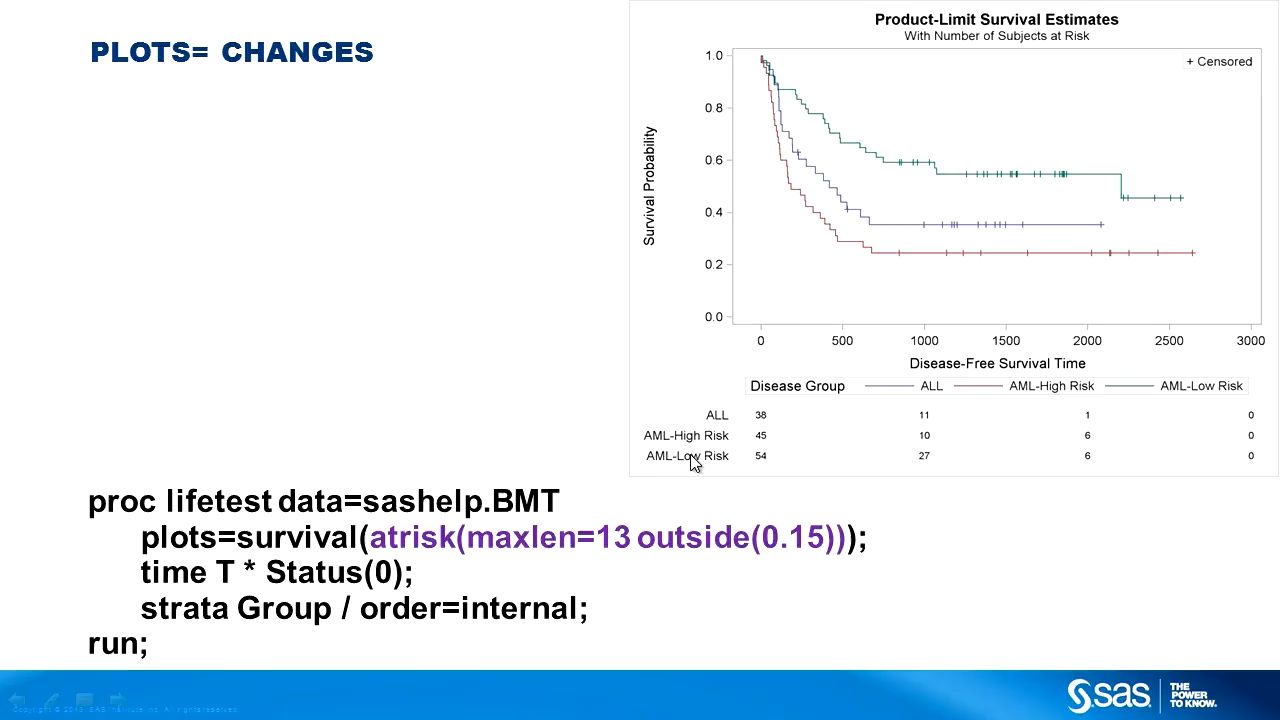 PLOTS= CHANGES
Product-Limit Survival Estimates
With Number of Subjects at Risk
+ Censored
1.0
0.8
0.6
0.4
0.2
0.0
Survival Probability
0 500 1000 1500 2000 2500 3000
Disease-Free Survival Time
Disease Group ALL AML-High Risk AML-Low Risk
ALL 38 11 1 0
AML-High Risk 45 10 6 0
AML-Low Risk 54 27 6 0
proc lifetest data=sashelp.BMT
plots=survival(atrisk(maxlen=13 outside(0.15)));
time T * Status(0);
strata Group / order=internal;
run;
sas
THE
POWER
TO KNOW.